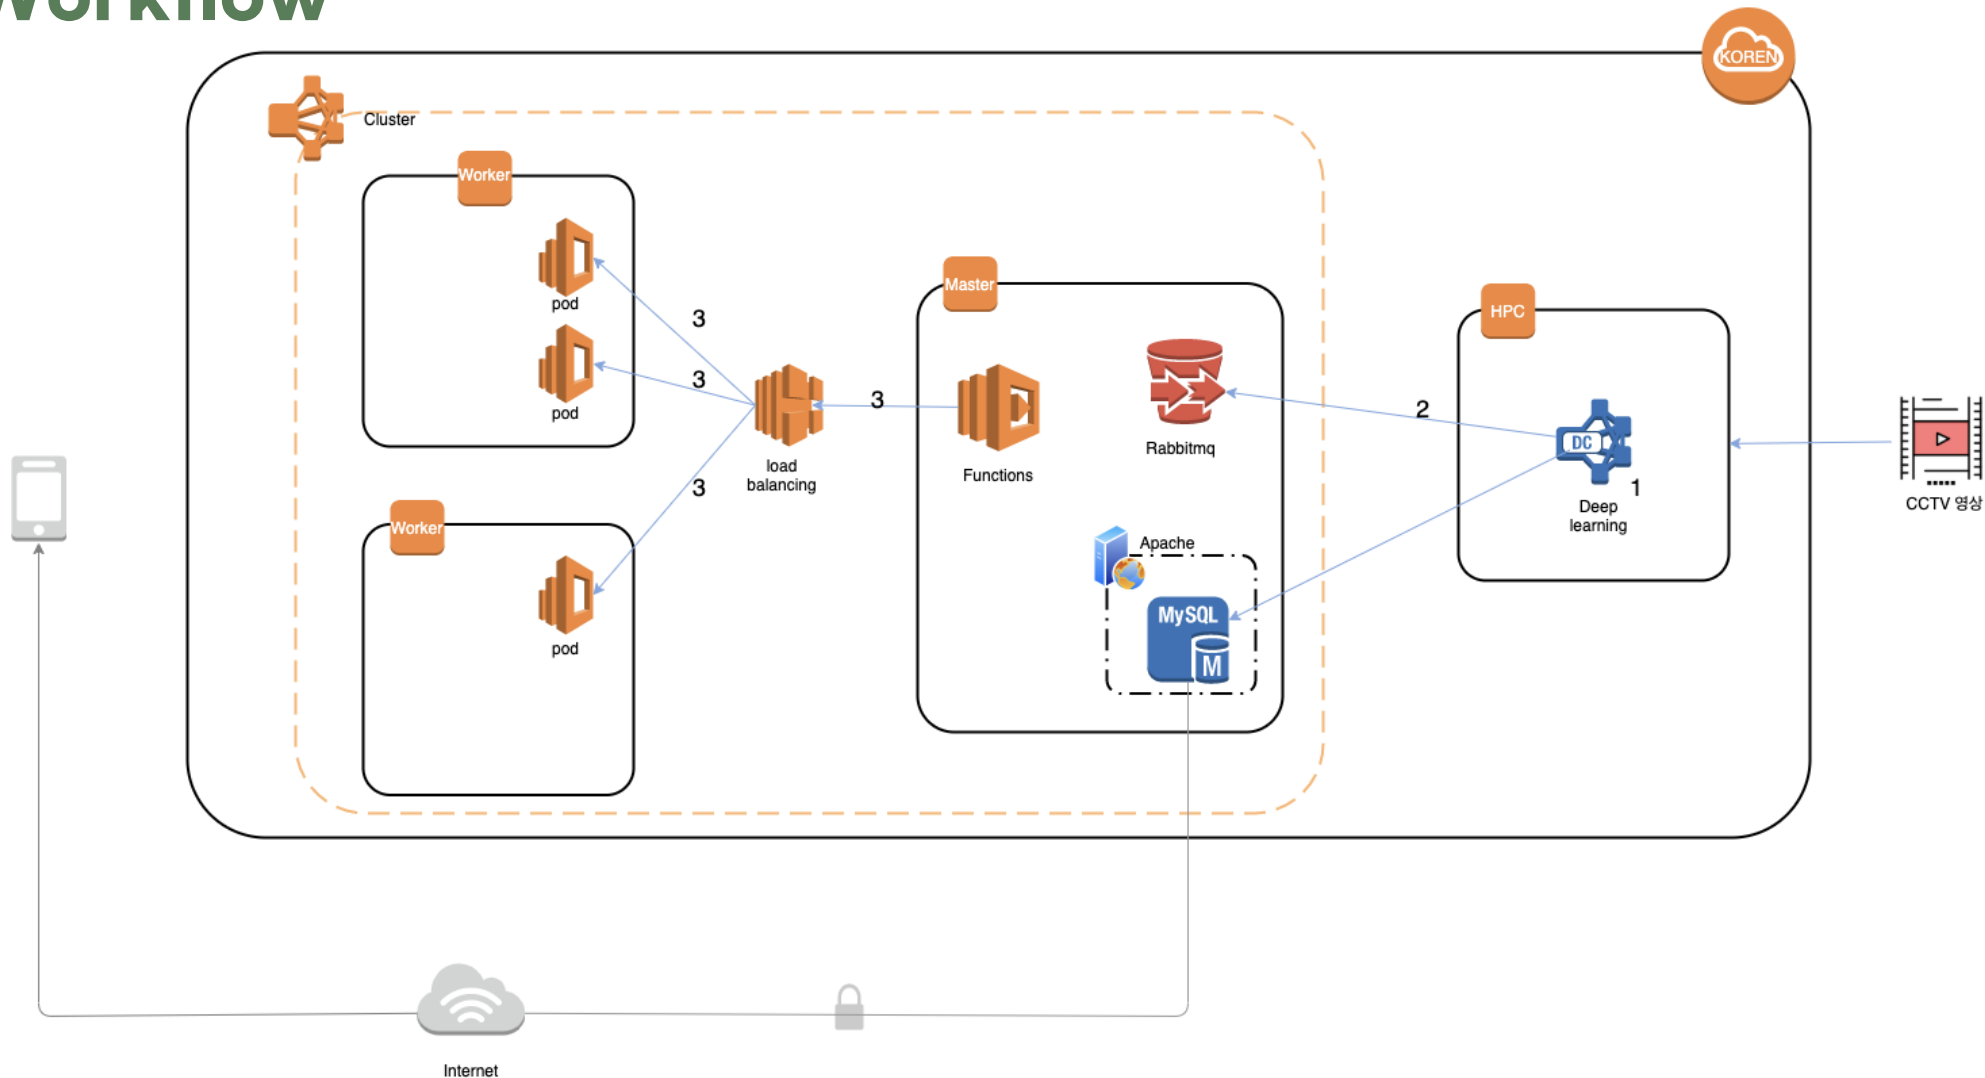 Workflow
KOREN
Cluster
Worker
pod
pod
3
3
3
3
load
balancing
Worker
pod
Master
Functions
Rabbitmq
Apache
MySQL
M
2
HPC
DC
1
Deep
learning
CCTV 영상
Internet